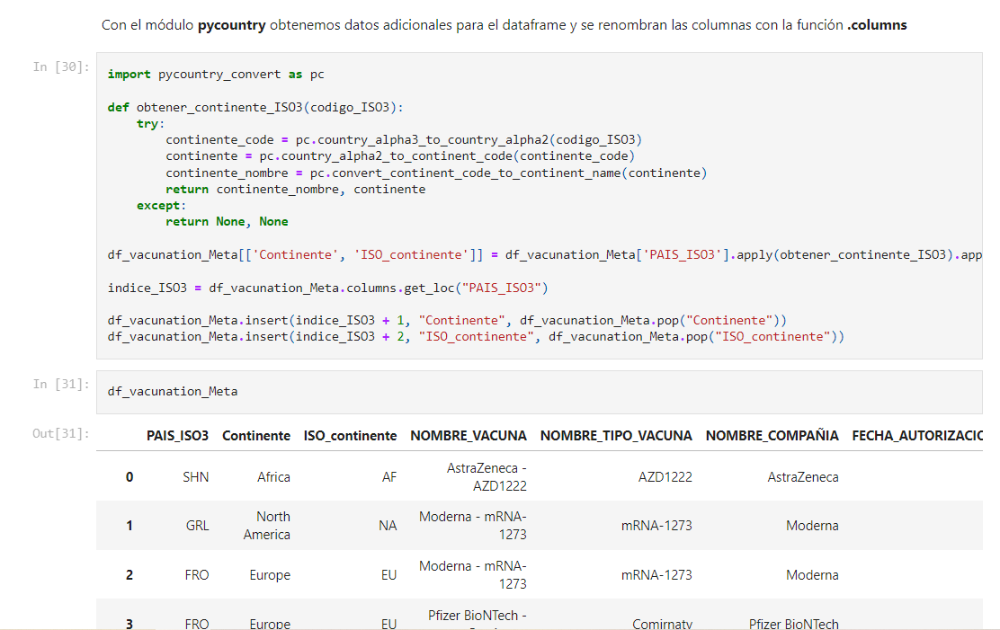 Con el módulo pycountry obtenemos datos adicionales para el dataframe y se renombran las columnas con la función .columns
In [30]:
import pycountry_convert as pc
def obtener_continente_ISO3(codigo_ISO3):
try:
continente_code = pc.country_alpha3_to_country_alpha2(codigo_ISO3)
continente = pc.country_alpha2_to_continent_code(continente_code)
continente_nombre = pc.convert_continent_code_to_continent_name(continente)
return continente_nombre, continente
except:
return None, None
df_vacunation_Meta[['Continente', 'ISO_continente']] = df_vacunation_Meta['PAIS_ISO3'].apply(obtener_continente_ISO3).app
indice_ISO3 = df_vacunation_Meta.columns.get_loc("PAIS_ISO3")
df_vacunation_Meta.insert(indice_ISO3 + 1, "Continente", df_vacunation_Meta.pop("Continente"))
df_vacunation_Meta.insert(indice_ISO3 + 2, "ISO_continente", df_vacunation_Meta.pop("ISO_continente"))
In [31]:
df_vacunation_Meta
Out[31]:
PAIS_ISO3 Continente ISO_continente NOMBRE_VACUNA NOMBRE_TIPO_VACUNA NOMBRE_COMPAÑIA FECHA_AUTORIZACIO
0 SHN Africa AF AstraZeneca - AZD1222 AZD1222 AstraZeneca
1 GRL North America NA Moderna - mRNA-1273 mRNA-1273 Moderna
2 FRO Europe EU Moderna - mRNA-1273 mRNA-1273 Moderna
3 FRO Europe EU Pfizer BioNTech - Comirnaty Pfizer BioNTech